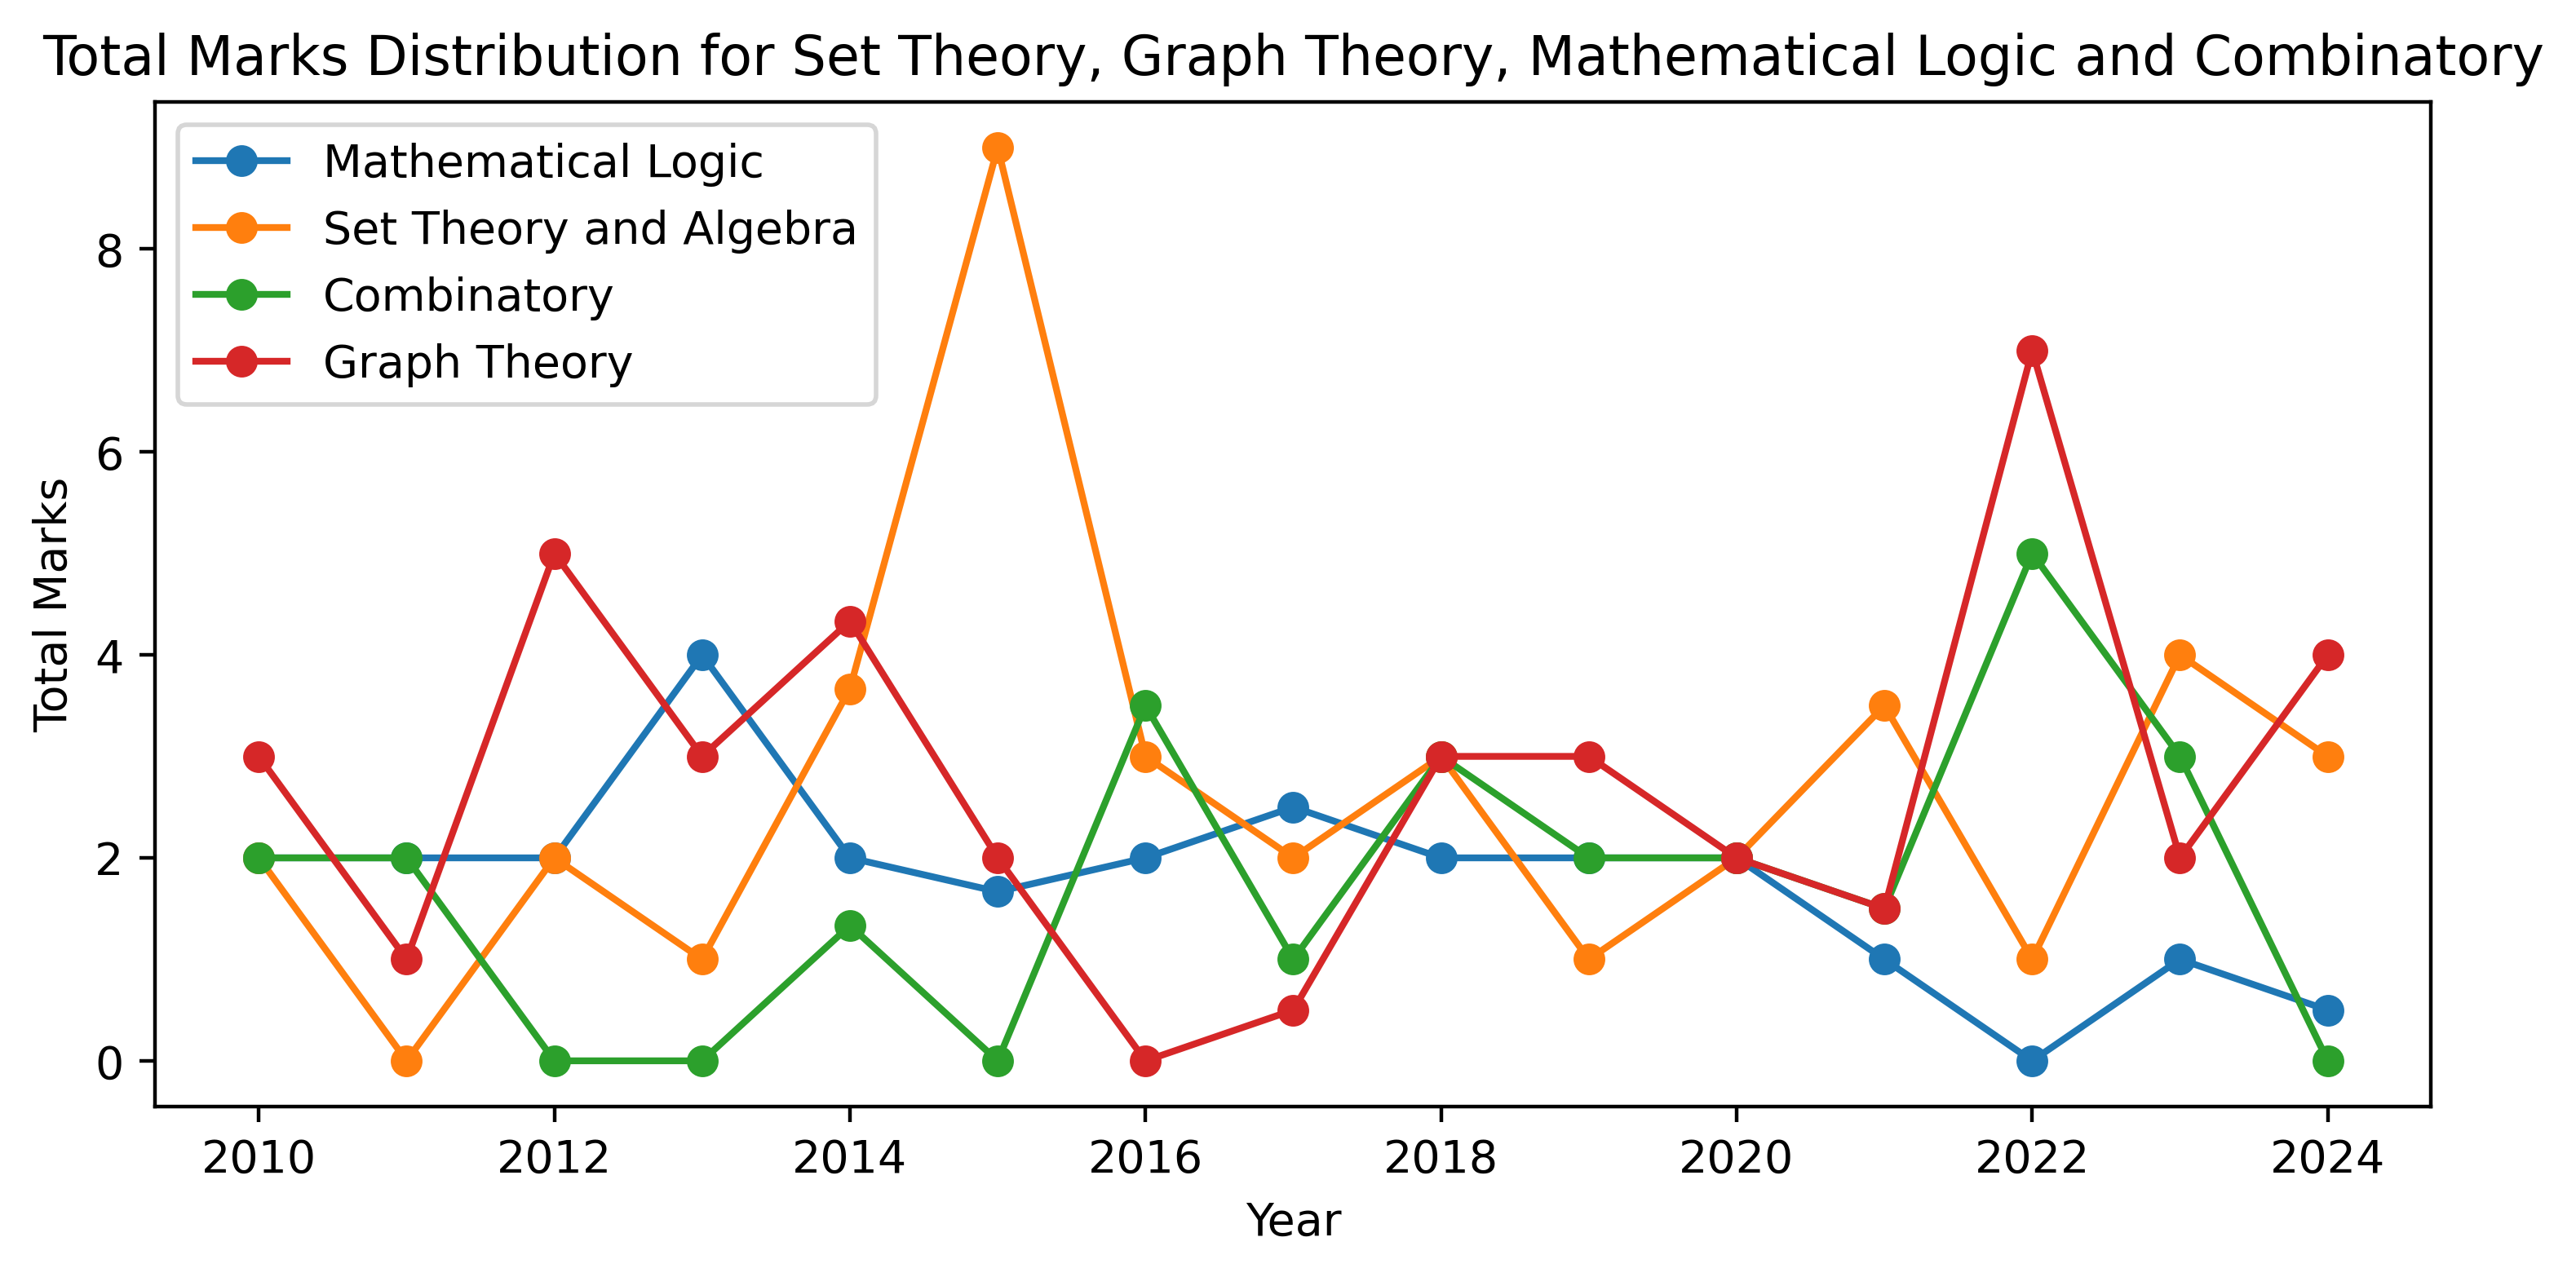 Total Marks Distribution for Set Theory, Graph Theory, Mathematical Logic and Combinatory
Mathematical Logic
Set Theory and Algebra
Combinatory
Graph Theory
Total Marks
8
6
4
2
0
2010 2012 2014 2016 2018 2020 2022 2024
Year